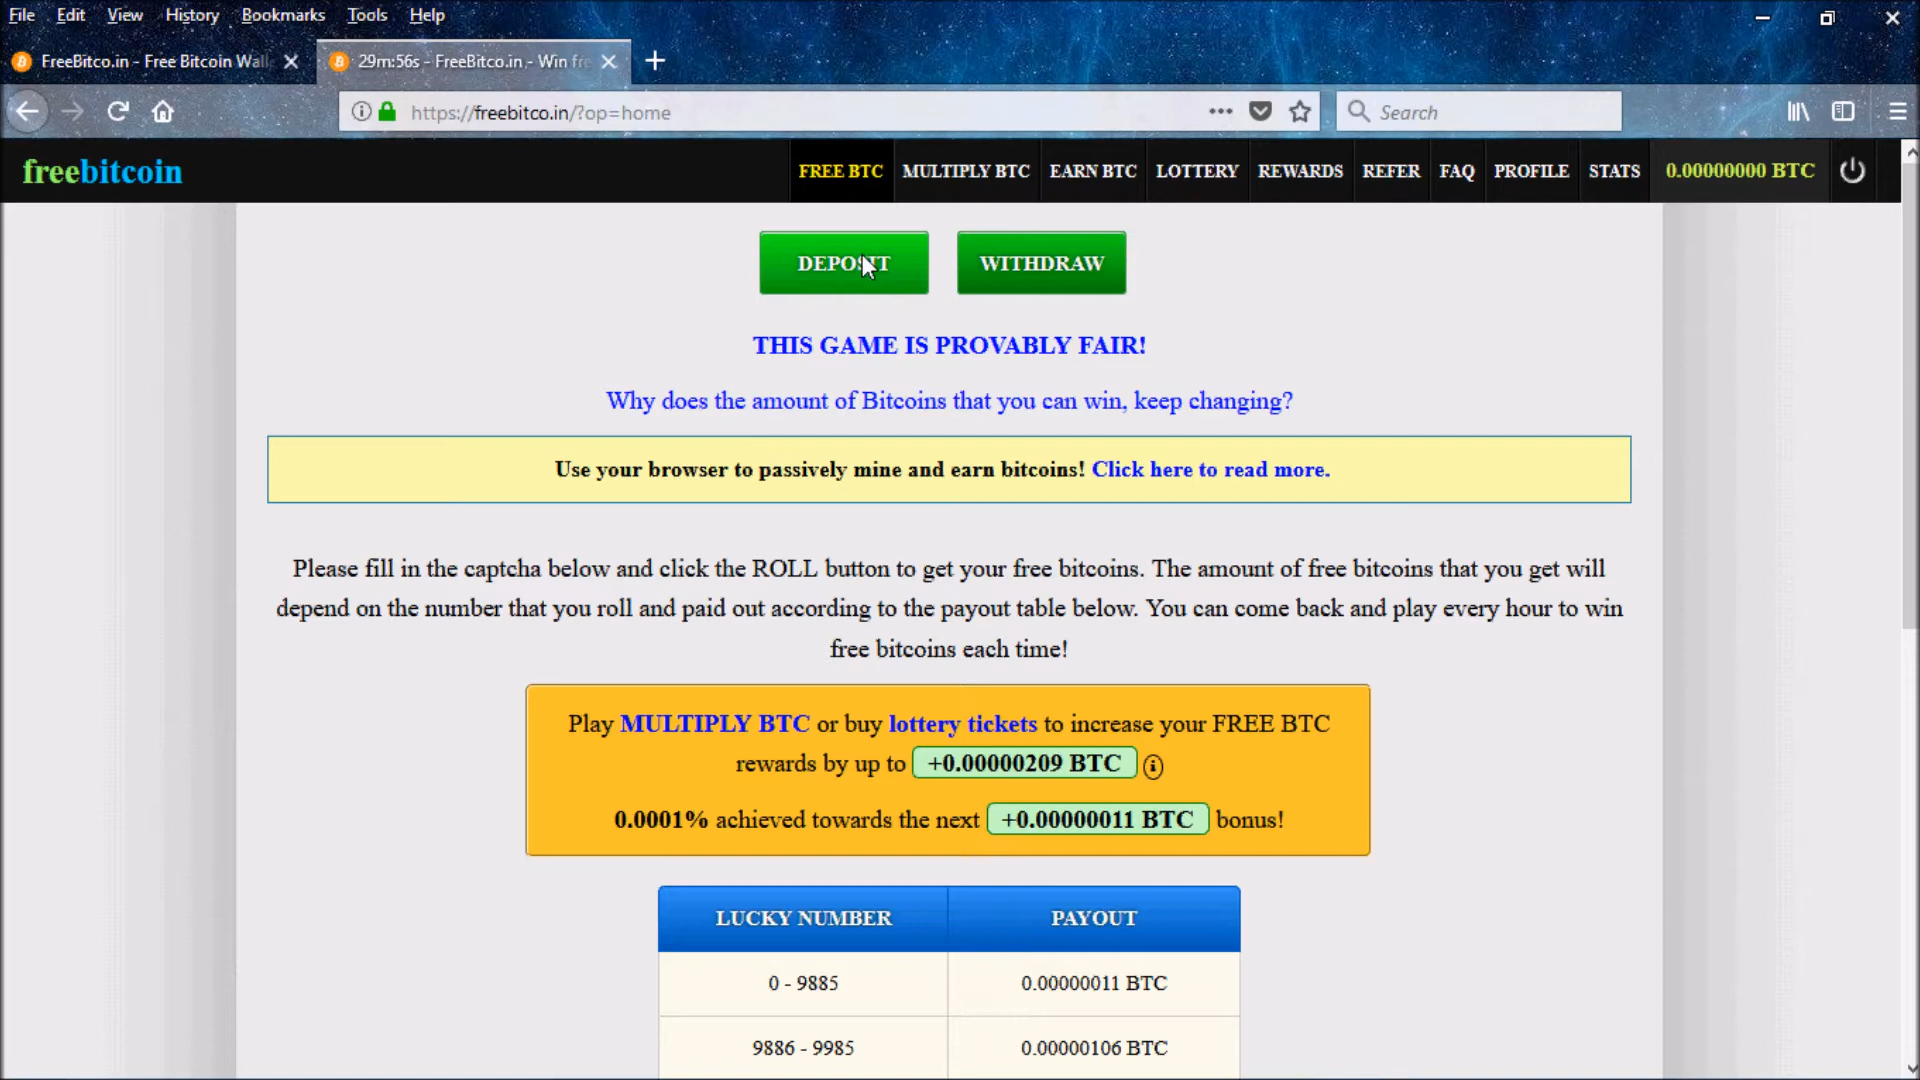 File Edit View History Bookmarks Tools Help
FreeBitco.in - Free Bitcoin Wall 29m:56s - FreeBitco.in - Win fre
https://freebitco.in/?op=home Search
freebitcoin FREE BTC MULTIPLY BTC EARN BTC LOTTERY REWARDS REFER FAQ PROFILE STATS 0.00000000 BTC
DEPOSIT WITHDRAW
THIS GAME IS PROVABLY FAIR!
Why does the amount of Bitcoins that you can win, keep changing?
Use your browser to passively mine and earn bitcoins! Click here to read more.
Please fill in the captcha below and click the ROLL button to get your free bitcoins. The amount of free bitcoins that you get will
depend on the number that you roll and paid out according to the payout table below. You can come back and play every hour to win
free bitcoins each time!
Play MULTIPLY BTC or buy lottery tickets to increase your FREE BTC
rewards by up to +0.00000209 BTC
0.0001% achieved towards the next +0.00000011 BTC bonus!
LUCKY NUMBER PAYOUT
0 - 9885 0.00000011 BTC
9886 - 9985 0.00000106 BTC